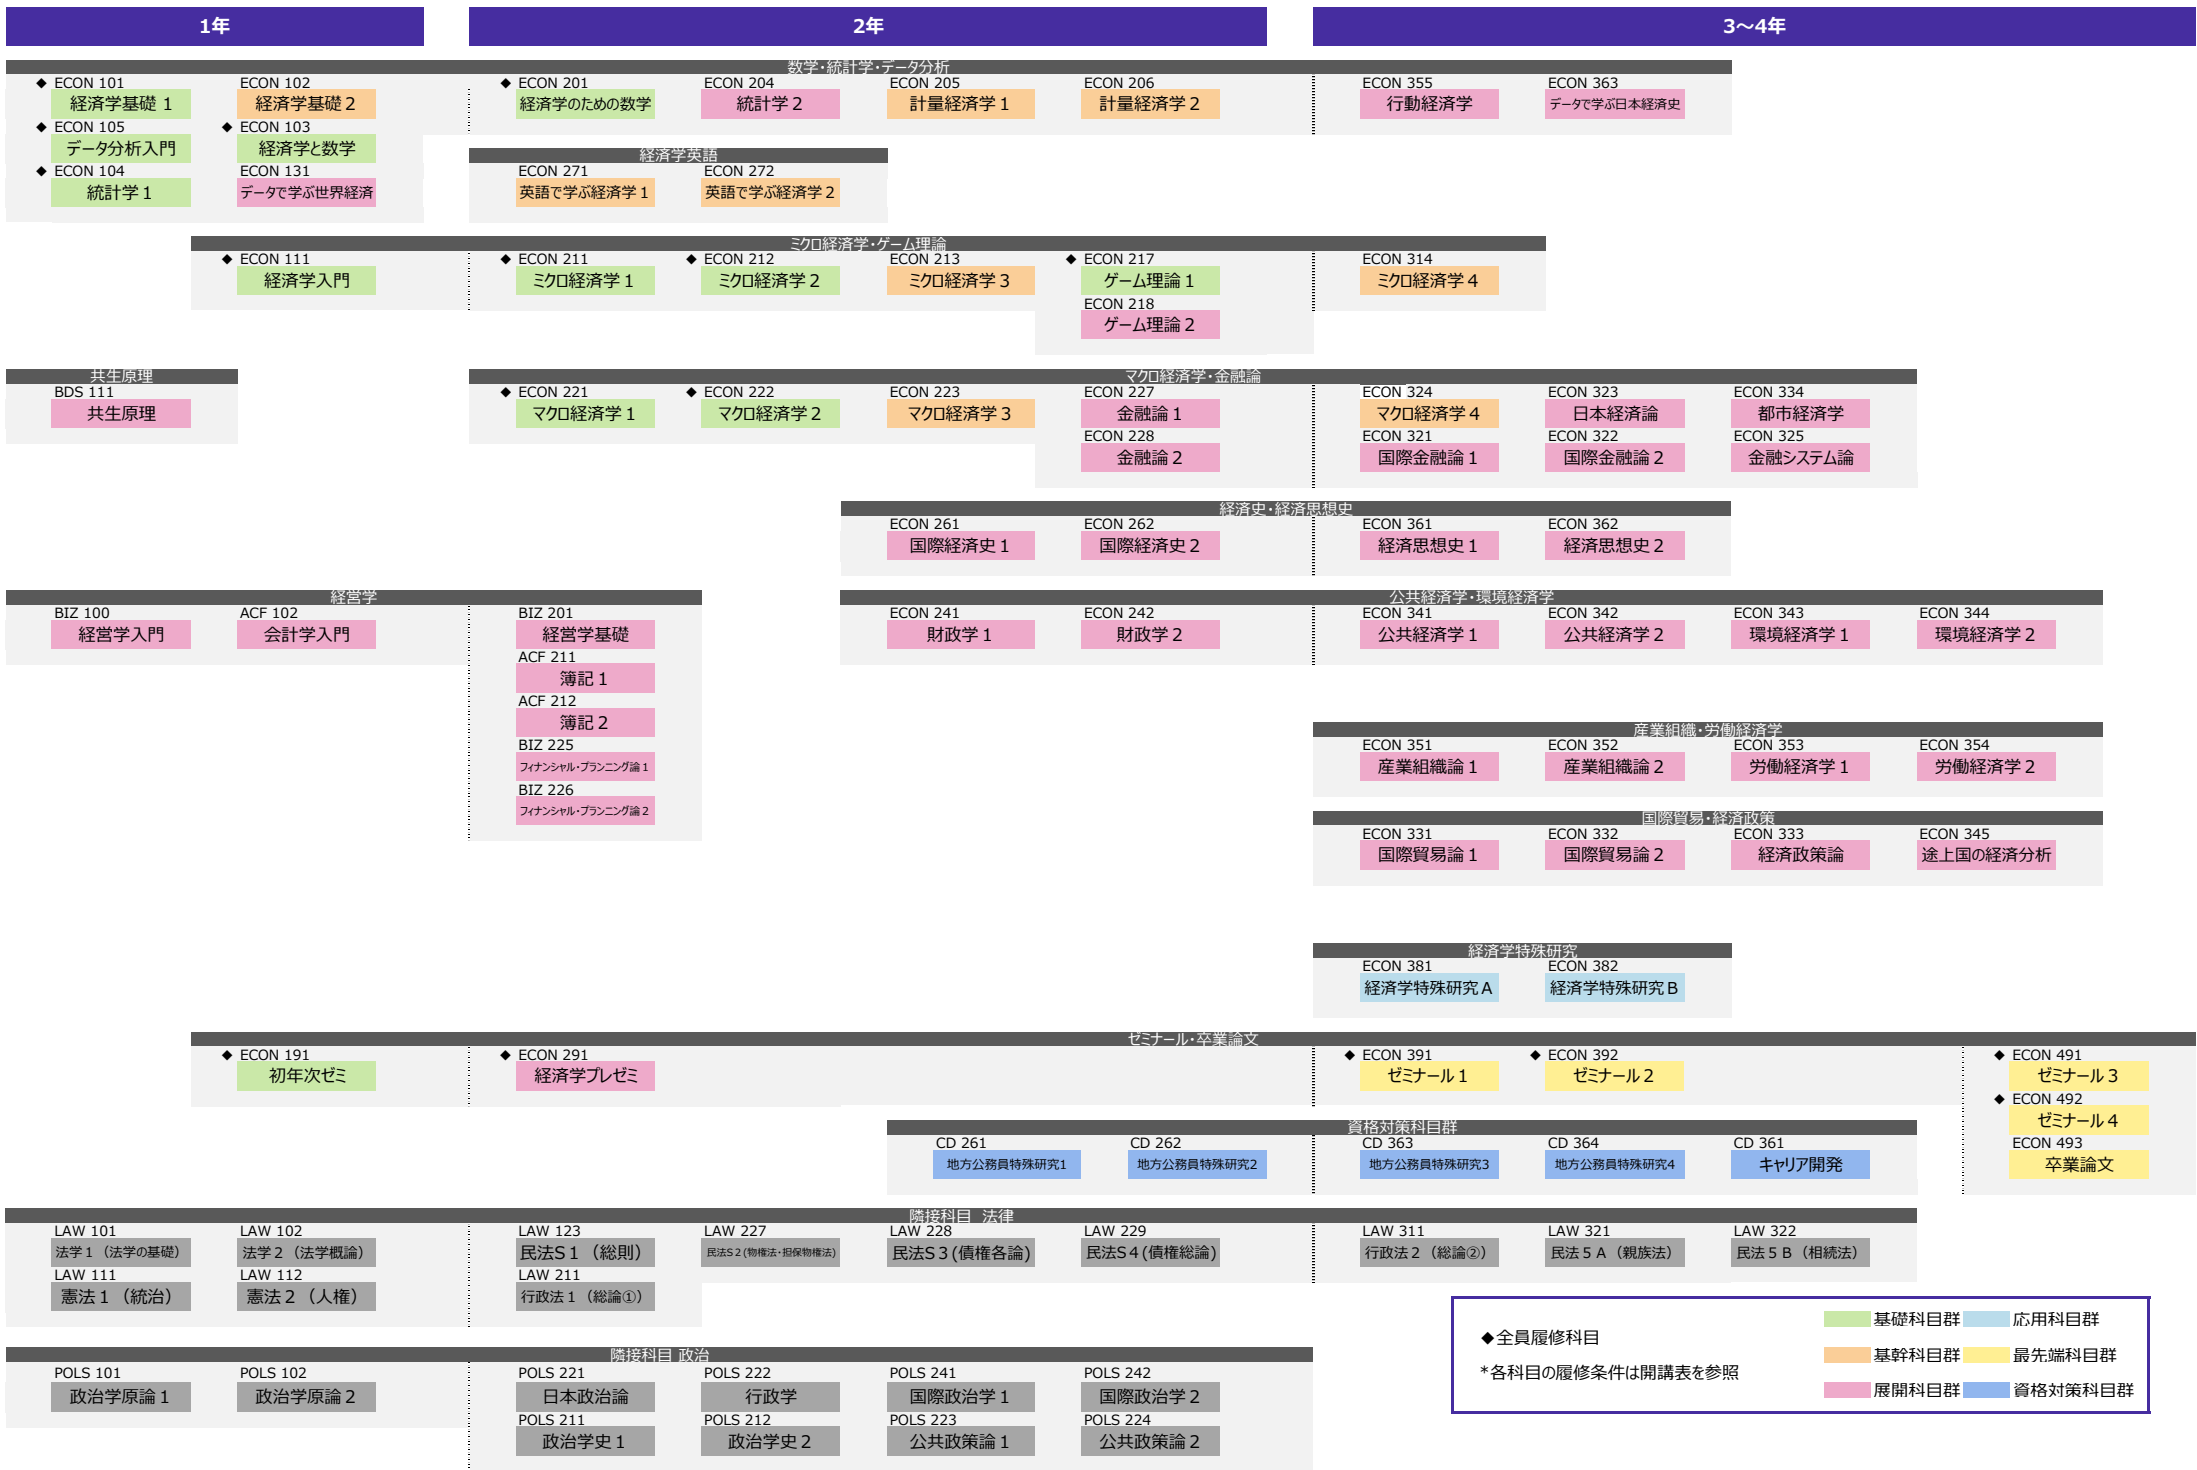 1年 2年 3～4年
数学・統計学・データ分析
◆ ECON 101 ECON 102 ◆ ECON 201 ECON 204 ECON 205 ECON 206 ECON 355 ECON 363
経済学基礎１ 経済学基礎２ 経済学のための数学 統計学２ 計量経済学１ 計量経済学２ 行動経済学 データで学ぶ日本経済史
◆ ECON 105 ◆ ECON 103
データ分析入門 経済学と数学
経済学英語
◆ ECON 104 ECON 131 ECON 271 ECON 272
統計学１ データで学ぶ世界経済 英語で学ぶ経済学１ 英語で学ぶ経済学２
ミクロ経済学・ゲーム理論
◆ ECON 111 ◆ ECON 211 ◆ ECON 212 ECON 213 ◆ ECON 217 ECON 314
経済学入門 ミクロ経済学１ ミクロ経済学２ ミクロ経済学３ ゲーム理論１ ミクロ経済学４
ECON 218
ゲーム理論２
共生原理 マクロ経済学・金融論
BDS 111 ◆ ECON 221 ◆ ECON 222 ECON 223 ECON 227 ECON 324 ECON 323 ECON 334
共生原理 マクロ経済学１ マクロ経済学２ マクロ経済学３ 金融論１ マクロ経済学４ 日本経済論 都市経済学
ECON 228 ECON 321 ECON 322 ECON 325
金融論２ 国際金融論１ 国際金融論２ 金融システム論
経済史・経済思想史
ECON 261 ECON 262 ECON 361 ECON 362
国際経済史１ 国際経済史２ 経済思想史１ 経済思想史２
経営学 公共経済学・環境経済学
BIZ 100 ACF 102 BIZ 201 ECON 241 ECON 242 ECON 341 ECON 342 ECON 343 ECON 344
経営学入門 会計学入門 経営学基礎 財政学１ 財政学２ 公共経済学１ 公共経済学２ 環境経済学１ 環境経済学２
ACF 211
簿記１
ACF 212
簿記２
産業組織・労働経済学
BIZ 225 ECON 351 ECON 352 ECON 353 ECON 354
フィナンシャル・プランニング論１ 産業組織論１ 産業組織論２ 労働経済学１ 労働経済学２
BIZ 226
フィナンシャル・プランニング論２
国際貿易・経済政策
ECON 331 ECON 332 ECON 333 ECON 345
国際貿易論１ 国際貿易論２ 経済政策論 途上国の経済分析
経済学特殊研究
ECON 381 ECON 382
経済学特殊研究Ａ 経済学特殊研究Ｂ
ゼミナール・卒業論文
◆ ECON 191 ◆ ECON 291 ◆ ECON 391 ◆ ECON 392 ◆ ECON 491
初年次ゼミ 経済学プレゼミ ゼミナール１ ゼミナール２ ゼミナール３
◆ ECON 492
ゼミナール４
資格対策科目群
CD 261 CD 262 CD 363 CD 364 CD 361 ECON 493
地方公務員特殊研究1 地方公務員特殊研究2 地方公務員特殊研究3 地方公務員特殊研究4 キャリア開発 卒業論文
隣接科目 法律
LAW 101 LAW 102 LAW 123 LAW 227 LAW 228 LAW 229 LAW 311 LAW 321 LAW 322
法学１（法学の基礎） 法学２（法学概論） 民法S１（総則） 民法S２(物権法・担保物権法) 民法S３(債権各論) 民法S４(債権総論) 行政法２（総論②） 民法５Ａ（親族法） 民法５Ｂ（相続法）
LAW 111 LAW 112 LAW 211
憲法１（統治） 憲法２（人権） 行政法１（総論①）
隣接科目 政治
POLS 101 POLS 102 POLS 221 POLS 222 POLS 241 POLS 242
政治学原論１ 政治学原論２ 日本政治論 行政学 国際政治学１ 国際政治学２
POLS 211 POLS 212 POLS 223 POLS 224
政治学史１ 政治学史２ 公共政策論１ 公共政策論２
◆全員履修科目
*各科目の履修条件は開講表を参照
基礎科目群 応用科目群
基幹科目群 最先端科目群
展開科目群 資格対策科目群